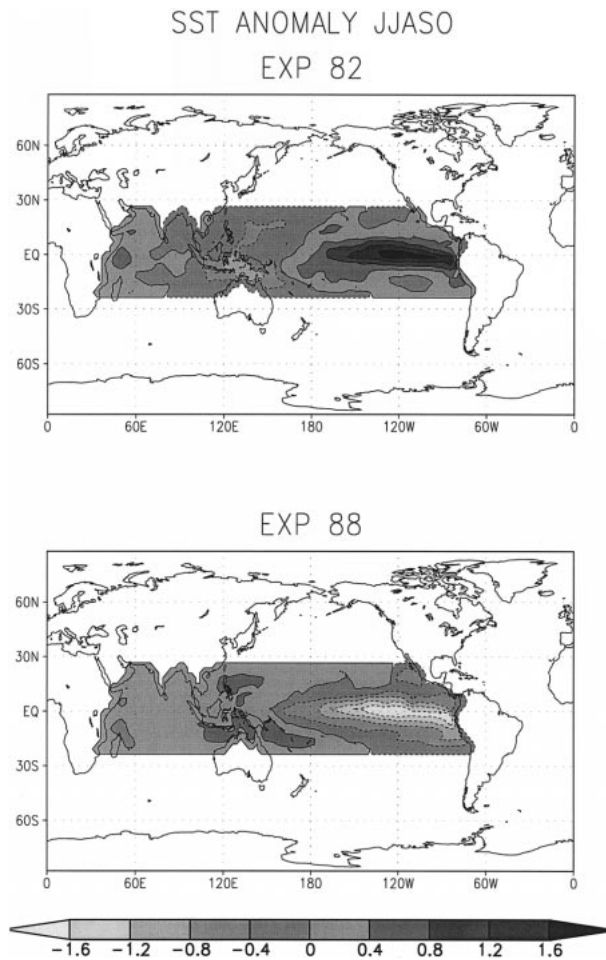 SST ANOMALY JJASO
EXP 82
60N
30N
EQ
30S
60S
0 60E 120E 180 120W 60W 0
EXP 88
60N
30N
EQ
30S
60S
0 60E 120E 180 120W 60W 0
-1.6 -1.2 -0.8 -0.4 0 0.4 0.8 1.2 1.6